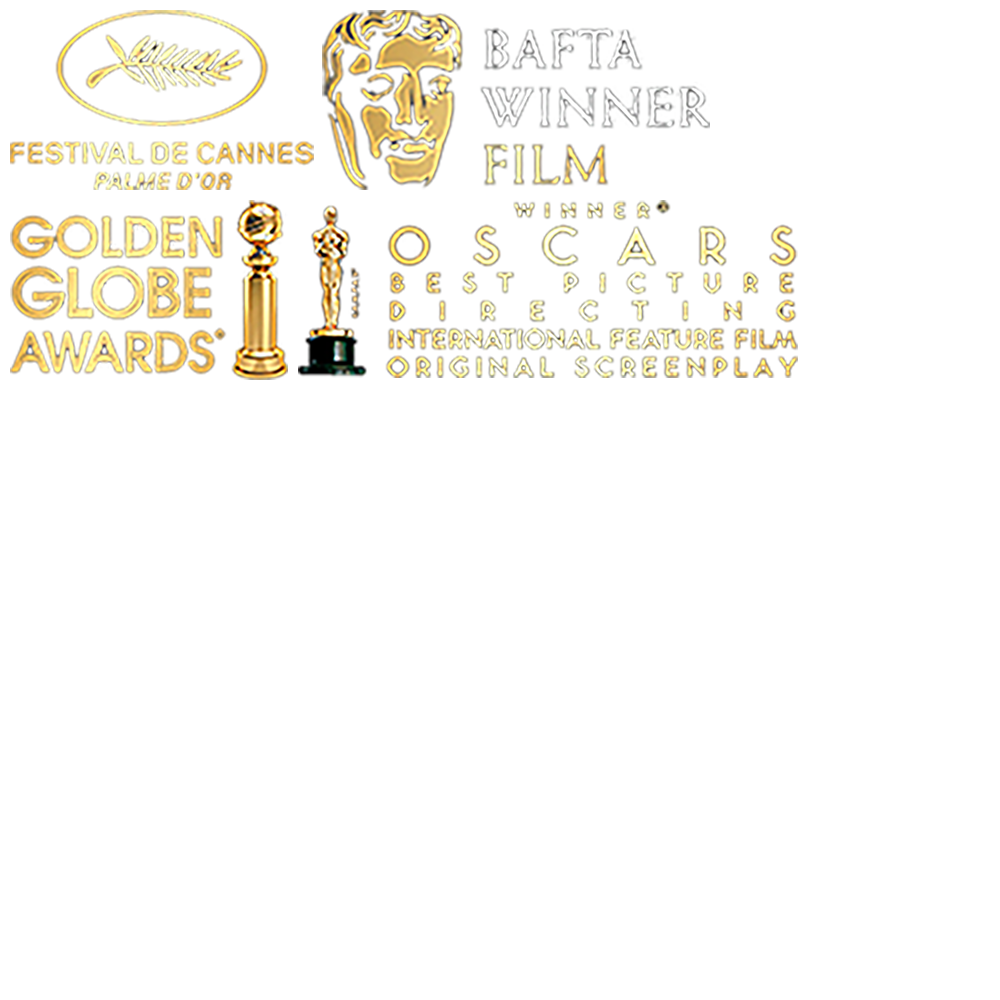 FESTIVAL DE CANNES
PALME D'OR
BAFTA
WINNER
FILM
GOLDEN
GLOBE
AWARDS®
WINNER®
OSCARS
BEST PICTURE
DIRECTING
INTERNATIONAL FEATURE FILM
ORIGINAL SCREENPLAY